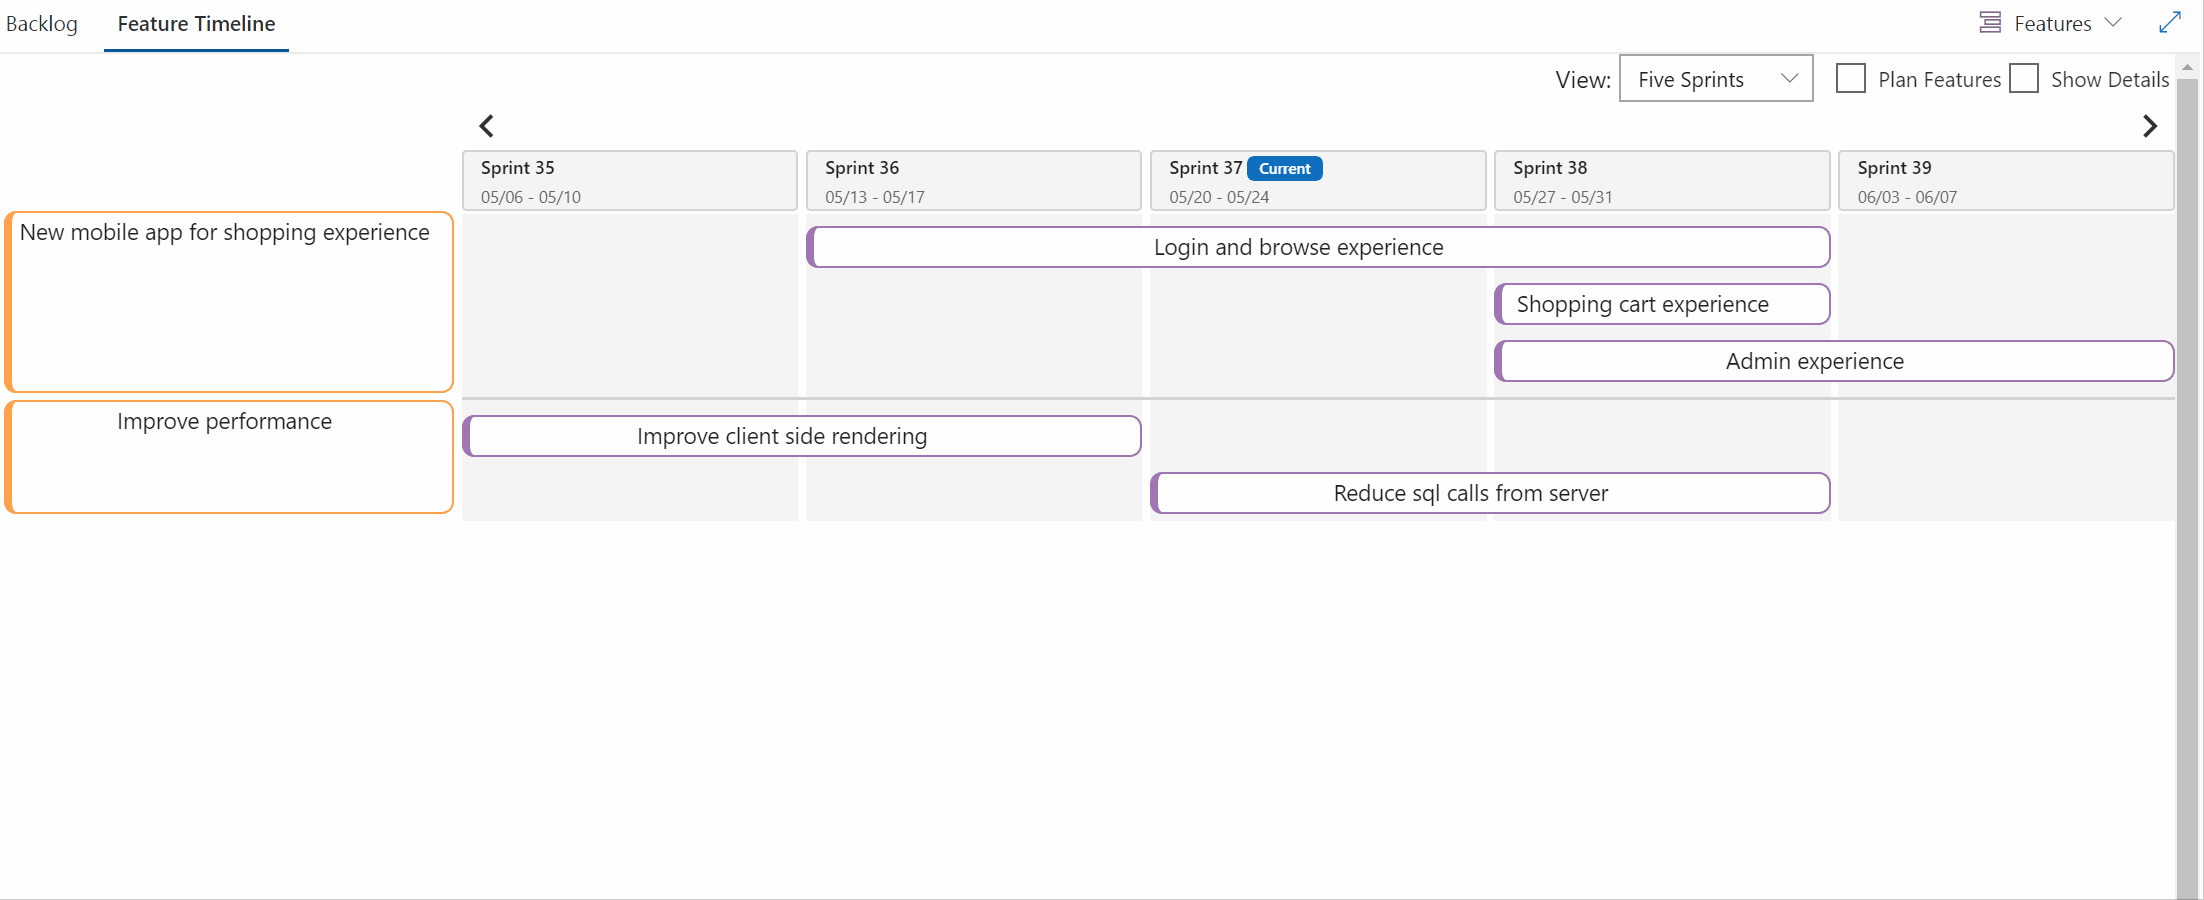 Backlog
Feature Timeline
Features
View:
Five Sprints
Plan Features
Show Details
Sprint 35
05/06 - 05/10
Sprint 36
05/13 - 05/17
Sprint 37 Current
05/20 - 05/24
Sprint 38
05/27 - 05/31
Sprint 39
06/03 - 06/07
New mobile app for shopping experience
Login and browse experience
Shopping cart experience
Admin experience
Improve performance
Improve client side rendering
Reduce sql calls from server